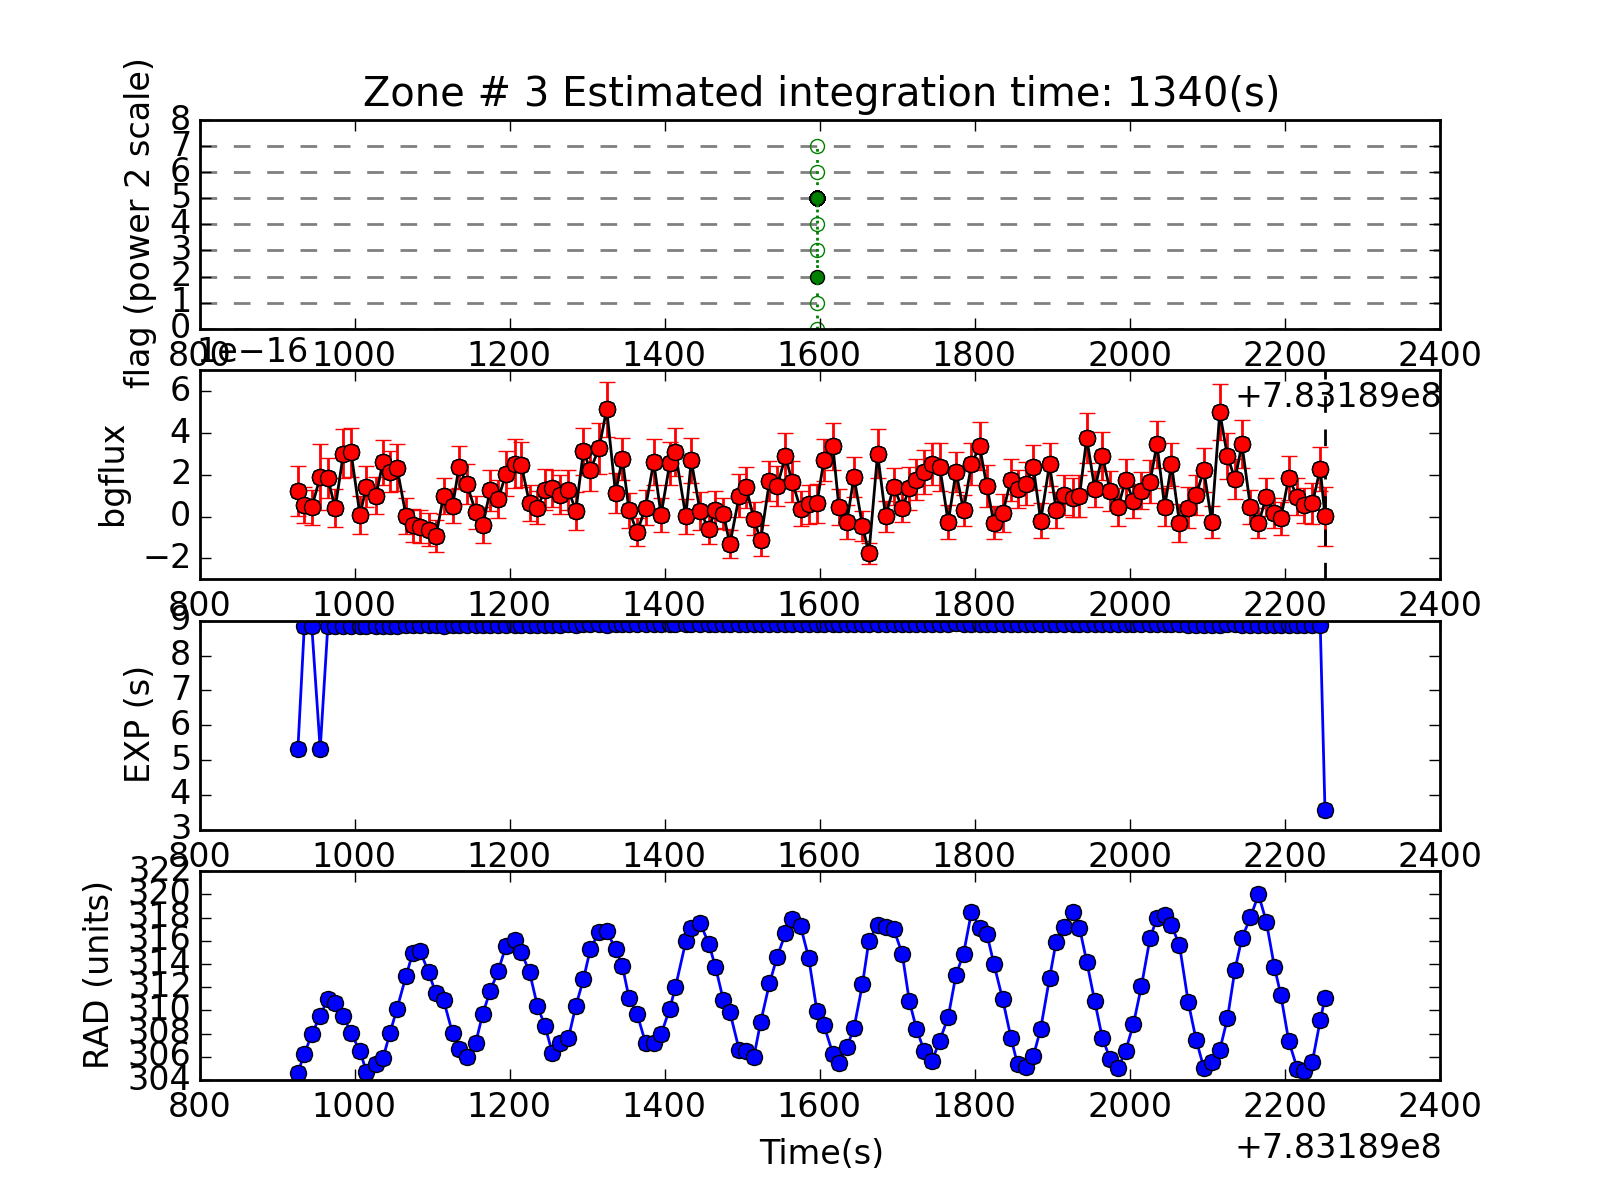 Zone # 3 Estimated integration time: 1340(s)
flag (power 2 scale)
8
7
6
5
4
3
2
1
0
800 1000 1200 1400 1600 1800 2000 2200 2400
1e−16
+7.83189e8
bgflux
6
4
2
0
−2
800 1000 1200 1400 1600 1800 2000 2200 2400
EXP (s)
9
8
7
6
5
4
3
800 1000 1200 1400 1600 1800 2000 2200 2400
RAD (units)
322
320
318
316
314
312
310
308
306
304
800 1000 1200 1400 1600 1800 2000 2200 2400
Time(s)
+7.83189e8